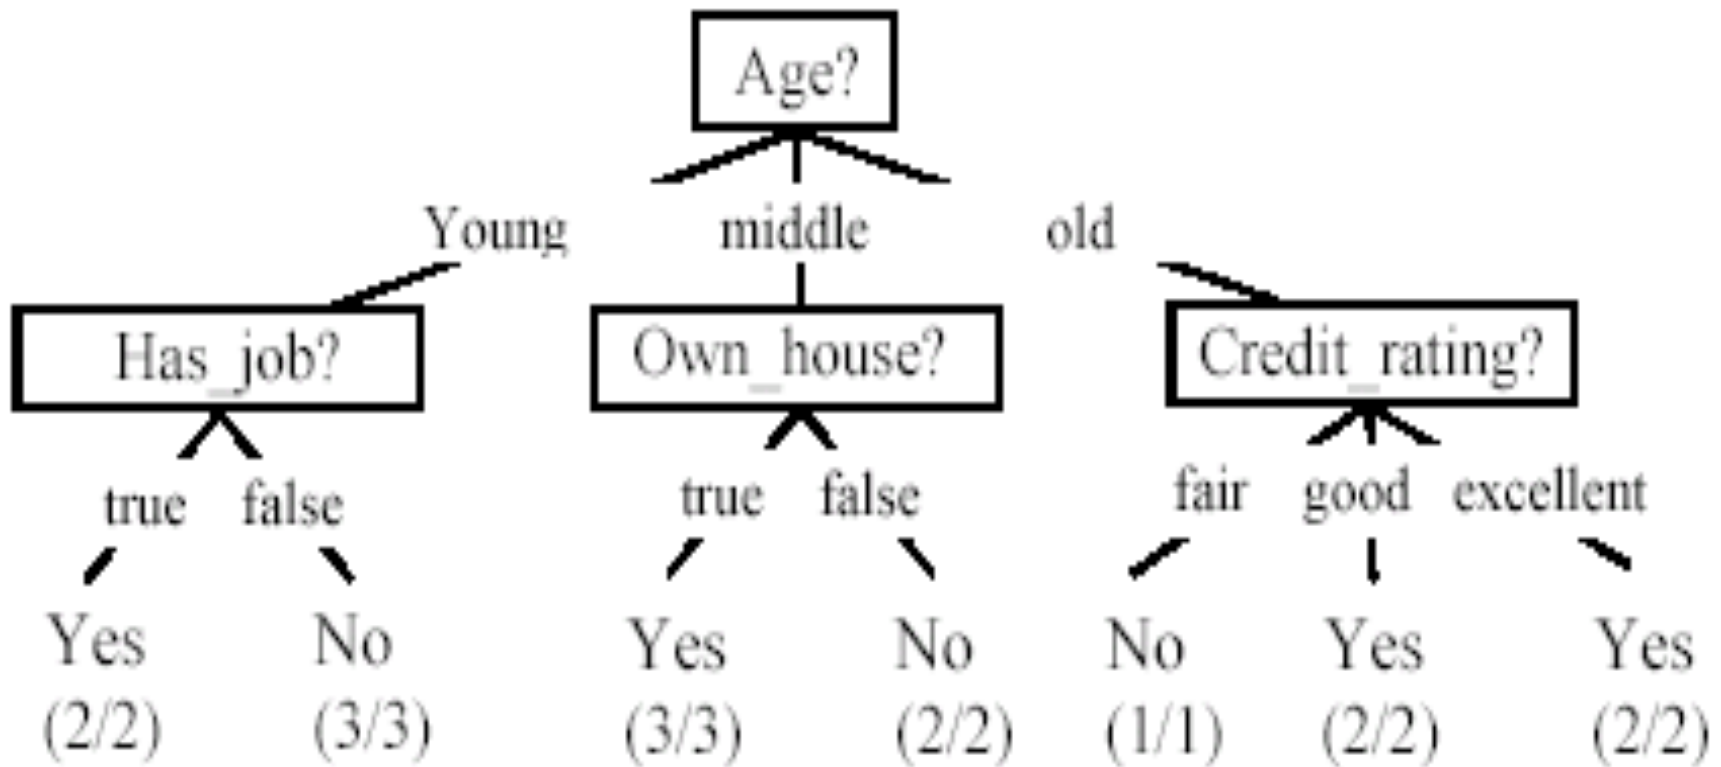 Age?
Young middle old
Has_job? Own_house? Credit_rating?
true false true false fair good excellent
Yes No Yes No No Yes Yes
(2/2) (3/3) (3/3) (2/2) (1/1) (2/2) (2/2)